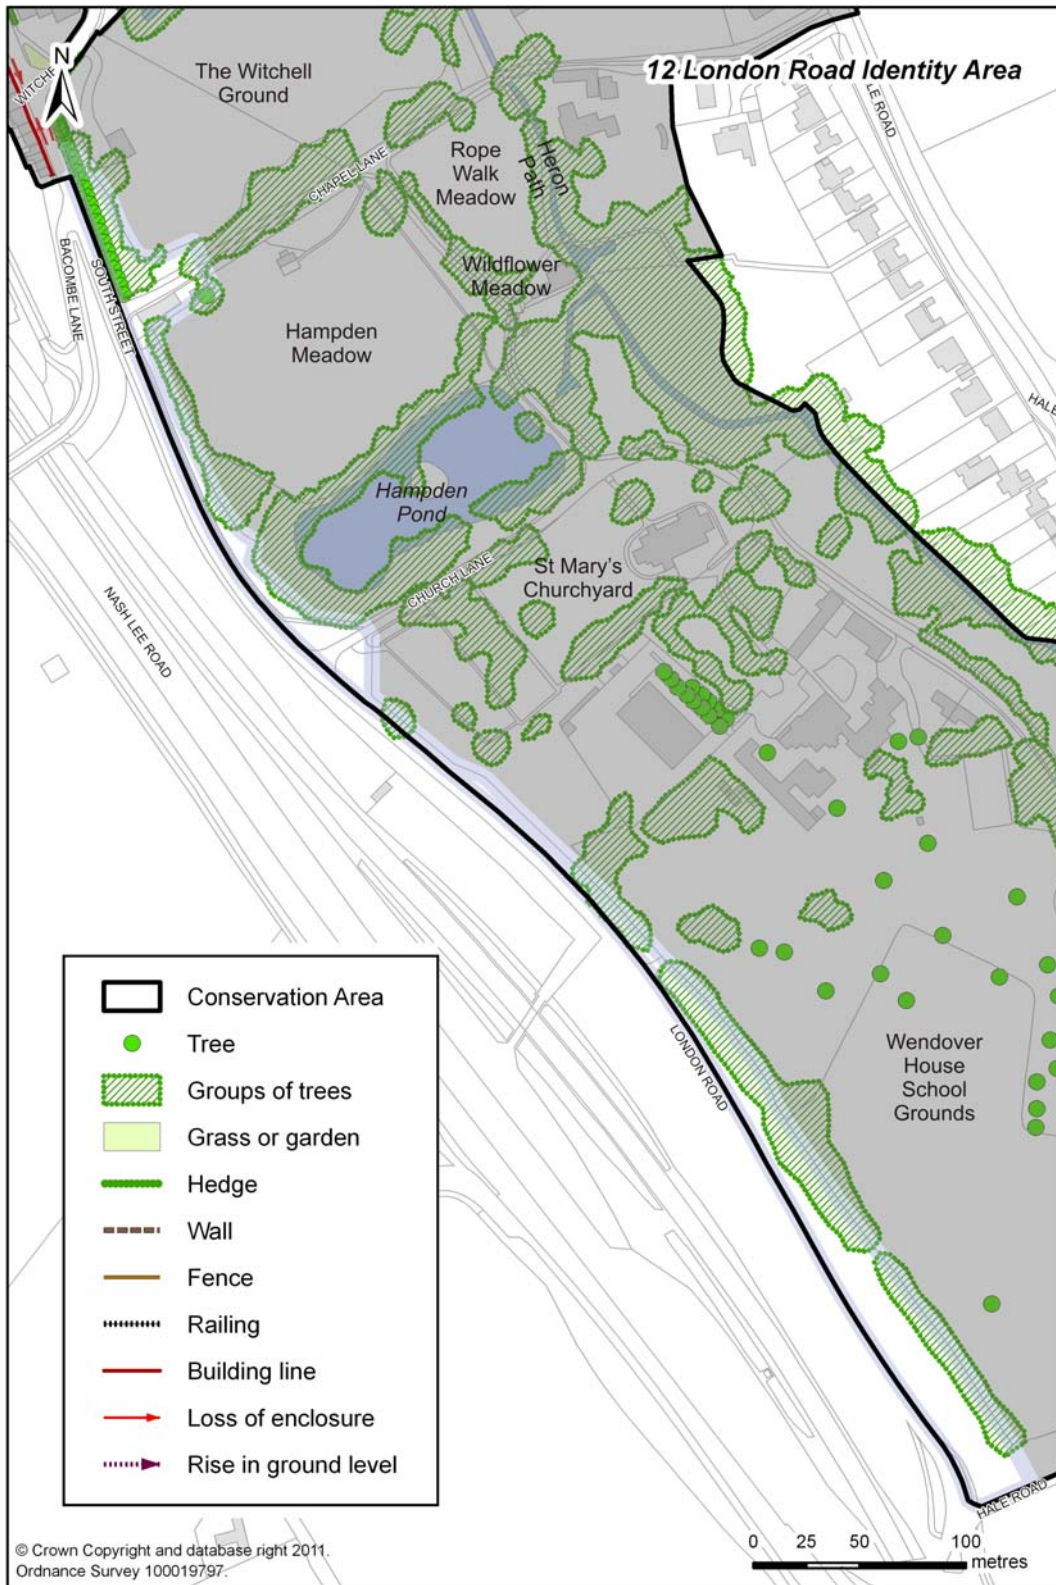 12 London Road Identity Area
N
The Witchell
Ground
CHAPEL LANE
Rope
Walk
Meadow
Heron
Path
Wildflower
Meadow
BACOMBE LANE
SOUTH STREET
Hampden
Meadow
Hampden
Pond
CHURCH LANE
St Mary's
Churchyard
NASH LEE ROAD
LONDON ROAD
Wendover
House
School
Grounds
HALE ROAD
Conservation Area
Tree
Groups of trees
Grass or garden
Hedge
Wall
Fence
Railing
Building line
Loss of enclosure
Rise in ground level
© Crown Copyright and database right 2011.
Ordnance Survey 100019797.
0 25 50 100
metres